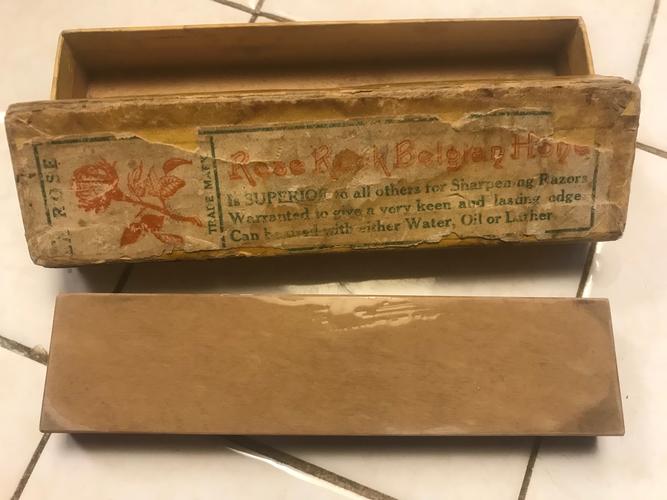 LA ROSE
TRADE MARK
Rose Rock Belgian Hone
Is SUPERIOR to all others for Sharpening Razors
Warranted to give a very keen and lasting edge
Can be used with either Water, Oil or Lather